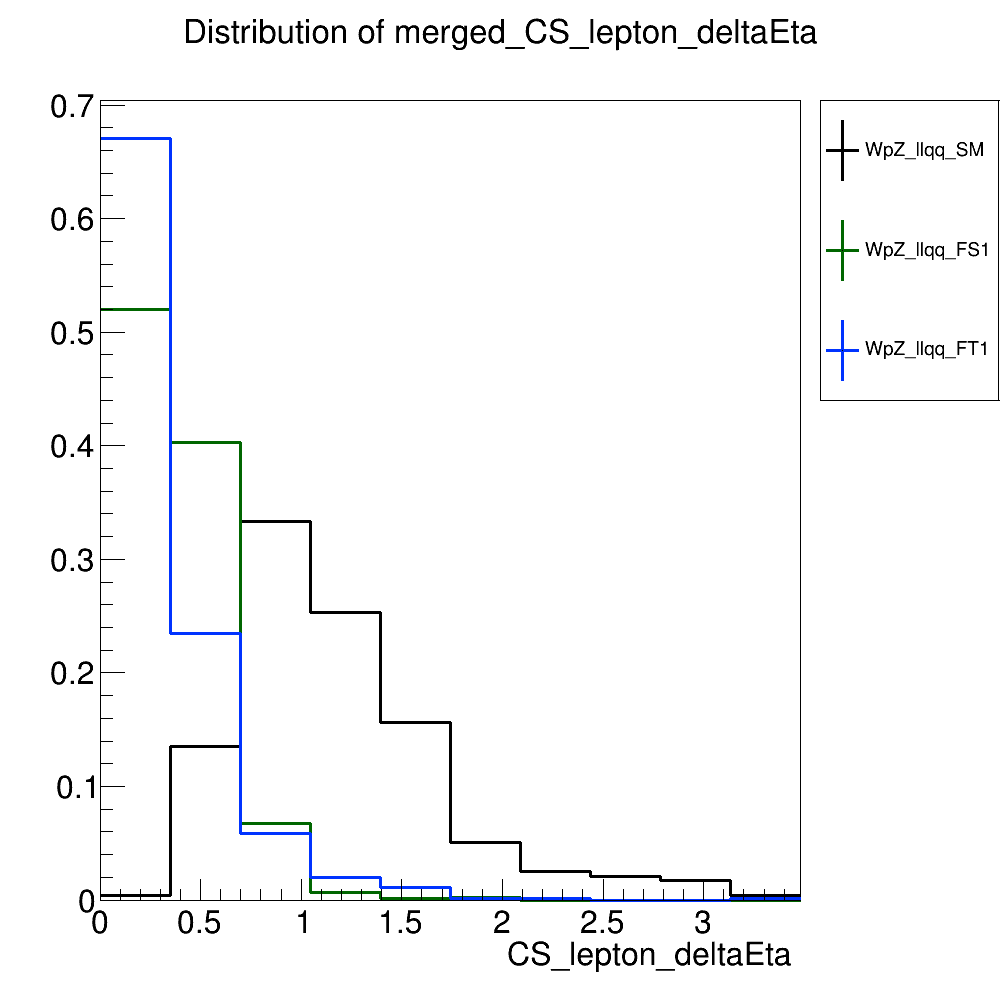 Distribution of merged_CS_lepton_deltaEta
0.7
0.6
0.5
0.4
0.3
0.2
0.1
0
0 0.5 1 1.5 2 2.5 3
CS_lepton_deltaEta
WpZ_llqq_SM
WpZ_llqq_FS1
WpZ_llqq_FT1